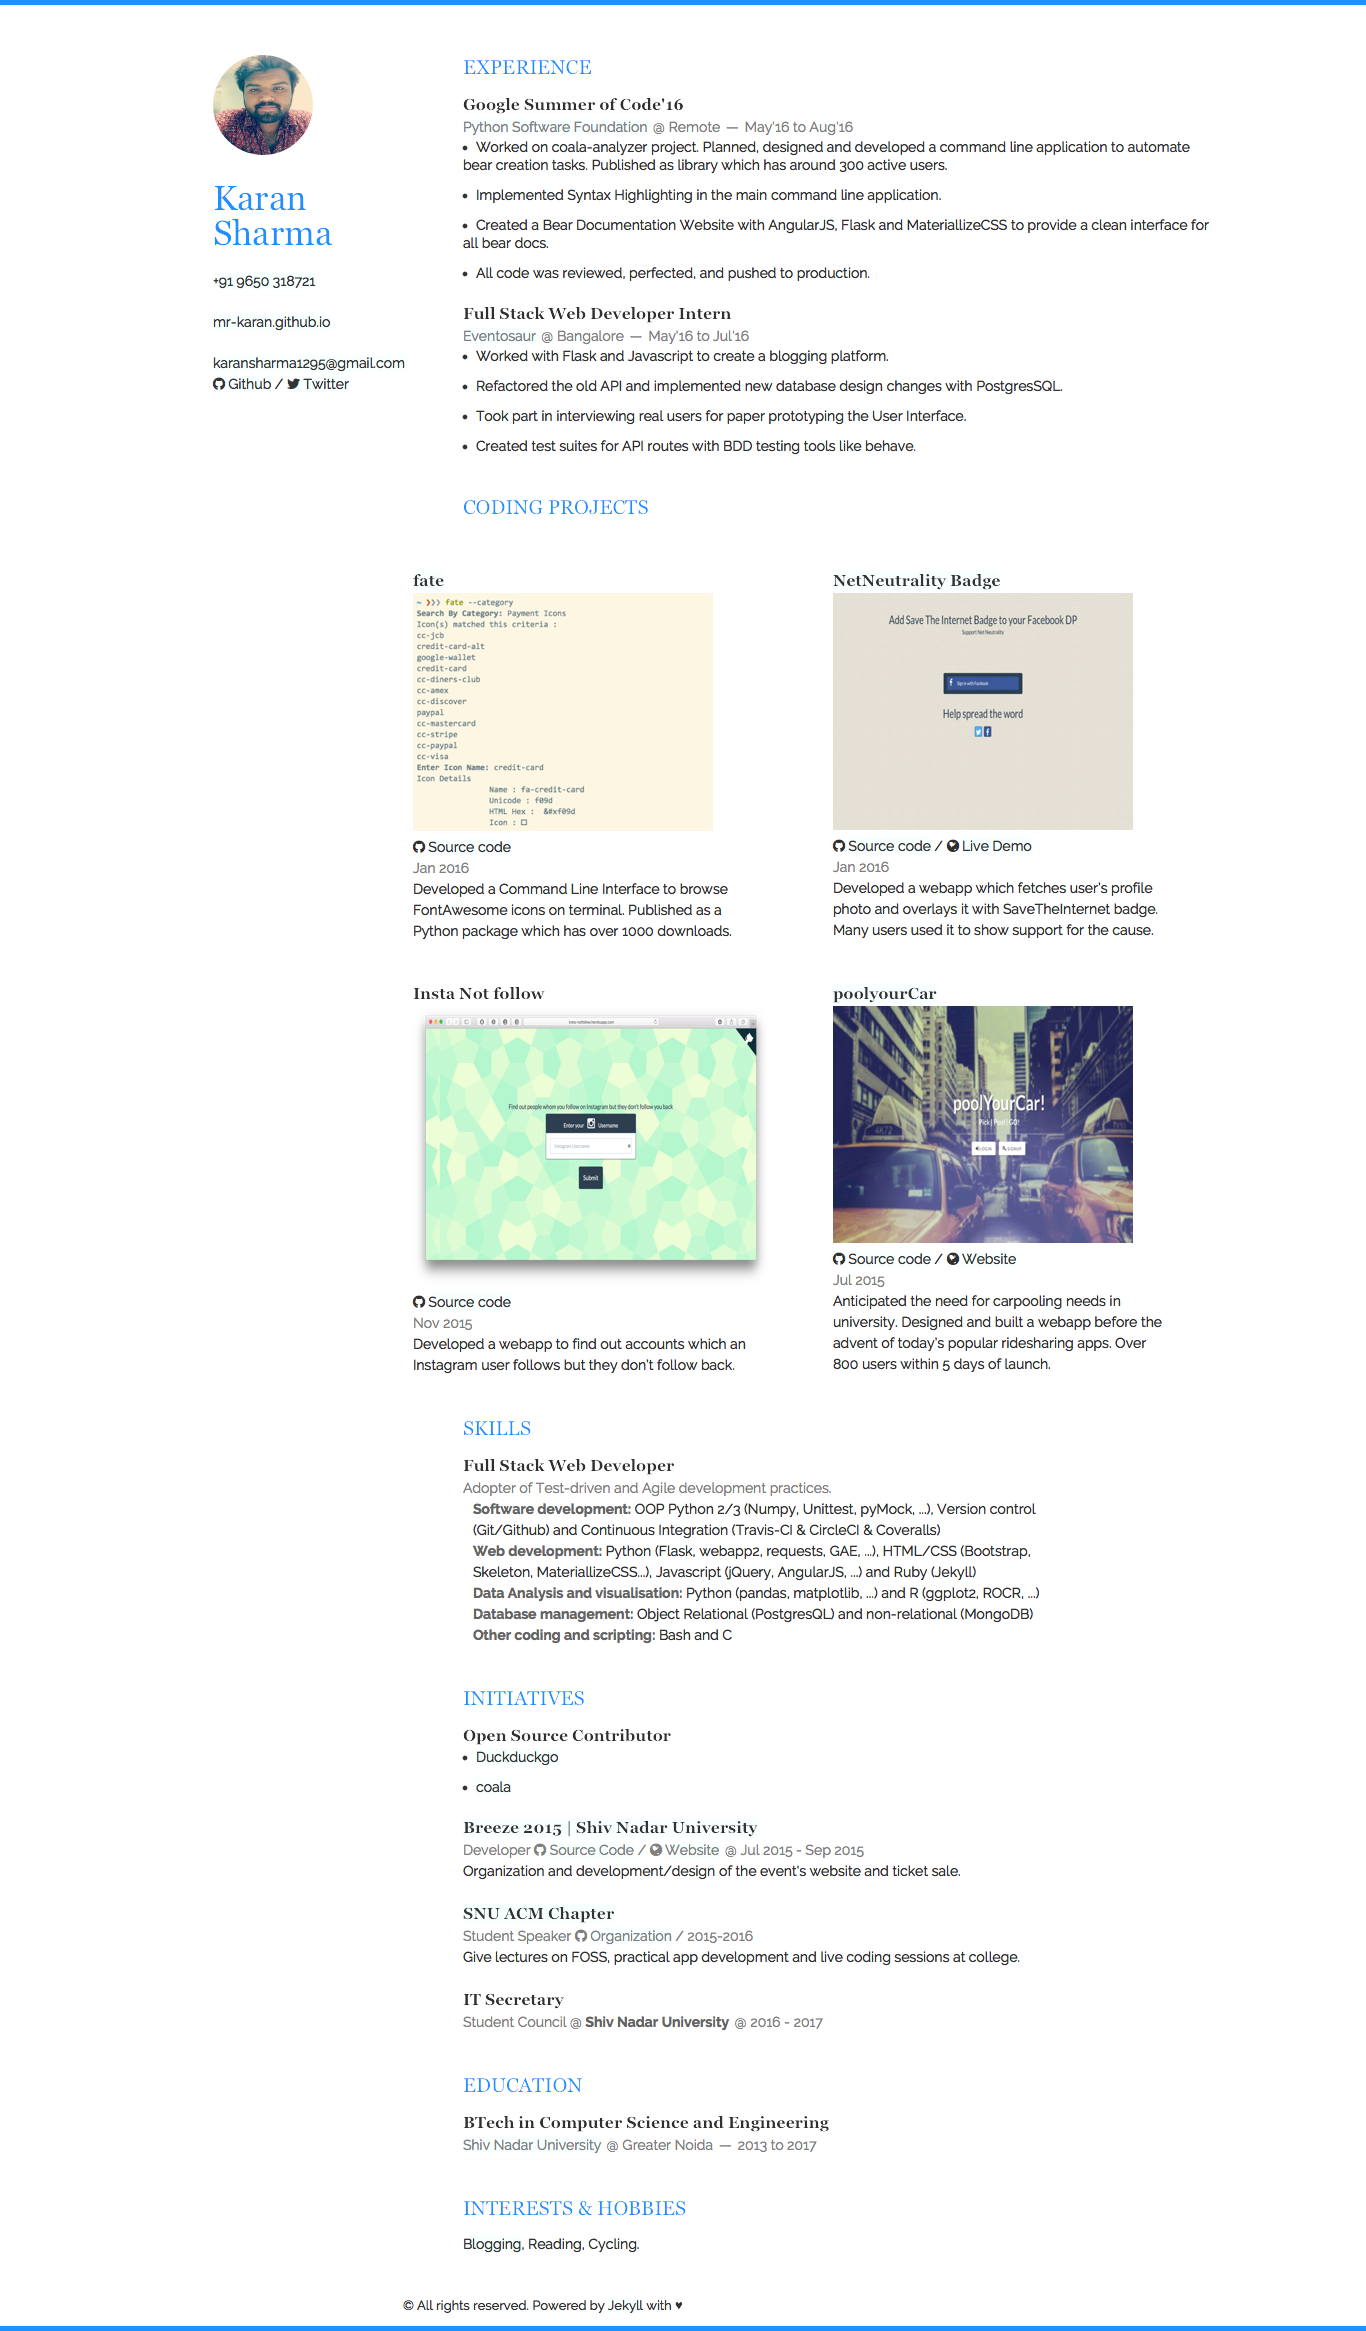 Karan
Sharma
+91 9650 318721
mr-karan.github.io
karansharma1295@gmail.com
Github / Twitter
EXPERIENCE
Google Summer of Code'16
Python Software Foundation @ Remote — May'16 to Aug'16
• Worked on coala-analyzer project. Planned, designed and developed a command line application to automate
bear creation tasks. Published as library which has around 300 active users.
• Implemented Syntax Highlighting in the main command line application.
• Created a Bear Documentation Website with AngularJS, Flask and MateriallizeCSS to provide a clean interface for
all bear docs.
• All code was reviewed, perfected, and pushed to production.
Full Stack Web Developer Intern
Eventosaur @ Bangalore — May'16 to Jul'16
• Worked with Flask and Javascript to create a blogging platform.
• Refactored the old API and implemented new database design changes with PostgresSQL.
• Took part in interviewing real users for paper prototyping the User Interface.
• Created test suites for API routes with BDD testing tools like behave.
CODING PROJECTS
fate
~ ❯❯❯ fate --category
Search By Category: Payment Icons
Icon(s) matched this criteria :
cc-jcb
credit-card-alt
google-wallet
credit-card
cc-diners-club
cc-amex
cc-discover
paypal
cc-mastercard
cc-stripe
cc-paypal
cc-visa
Enter Icon Name: credit-card
Icon Details
Name : fa-credit-card
Unicode : f09d
HTML Hex : &#xf09d
Icon : □
Source code
Jan 2016
Developed a Command Line Interface to browse
FontAwesome icons on terminal. Published as a
Python package which has over 1000 downloads.
NetNeutrality Badge
Add Save The Internet Badge to your Facebook DP
Support Net Neutrality
Sign in with Facebook
Help spread the word
Source code / Live Demo
Jan 2016
Developed a webapp which fetches user's profile
photo and overlays it with SaveTheInternet badge.
Many users used it to show support for the cause.
Insta Not follow
Find out people whom you follow on Instagram but they don't follow you back
Enter your Username
Instagram Username
Submit
Source code
Nov 2015
Developed a webapp to find out accounts which an
Instagram user follows but they don't follow back.
poolyourCar
poolYourCar!
Pick | Pool | GO!
LOGIN SIGNUP
Source code / Website
Jul 2015
Anticipated the need for carpooling needs in
university. Designed and built a webapp before the
advent of today's popular ridesharing apps. Over
800 users within 5 days of launch.
SKILLS
Full Stack Web Developer
Adopter of Test-driven and Agile development practices.
Software development: OOP Python 2/3 (Numpy, Unittest, pyMock, ...), Version control
(Git/Github) and Continuous Integration (Travis-CI & CircleCI & Coveralls)
Web development: Python (Flask, webapp2, requests, GAE, ...), HTML/CSS (Bootstrap,
Skeleton, MateriallizeCSS...), Javascript (jQuery, AngularJS, ...) and Ruby (Jekyll)
Data Analysis and visualisation: Python (pandas, matplotlib, ...) and R (ggplot2, ROCR, ...)
Database management: Object Relational (PostgresQL) and non-relational (MongoDB)
Other coding and scripting: Bash and C
INITIATIVES
Open Source Contributor
• Duckduckgo
• coala
Breeze 2015 | Shiv Nadar University
Developer Source Code / Website @ Jul 2015 - Sep 2015
Organization and development/design of the event's website and ticket sale.
SNU ACM Chapter
Student Speaker Organization / 2015-2016
Give lectures on FOSS, practical app development and live coding sessions at college.
IT Secretary
Student Council @ Shiv Nadar University @ 2016 - 2017
EDUCATION
BTech in Computer Science and Engineering
Shiv Nadar University @ Greater Noida — 2013 to 2017
INTERESTS & HOBBIES
Blogging, Reading, Cycling.
© All rights reserved. Powered by Jekyll with ♥